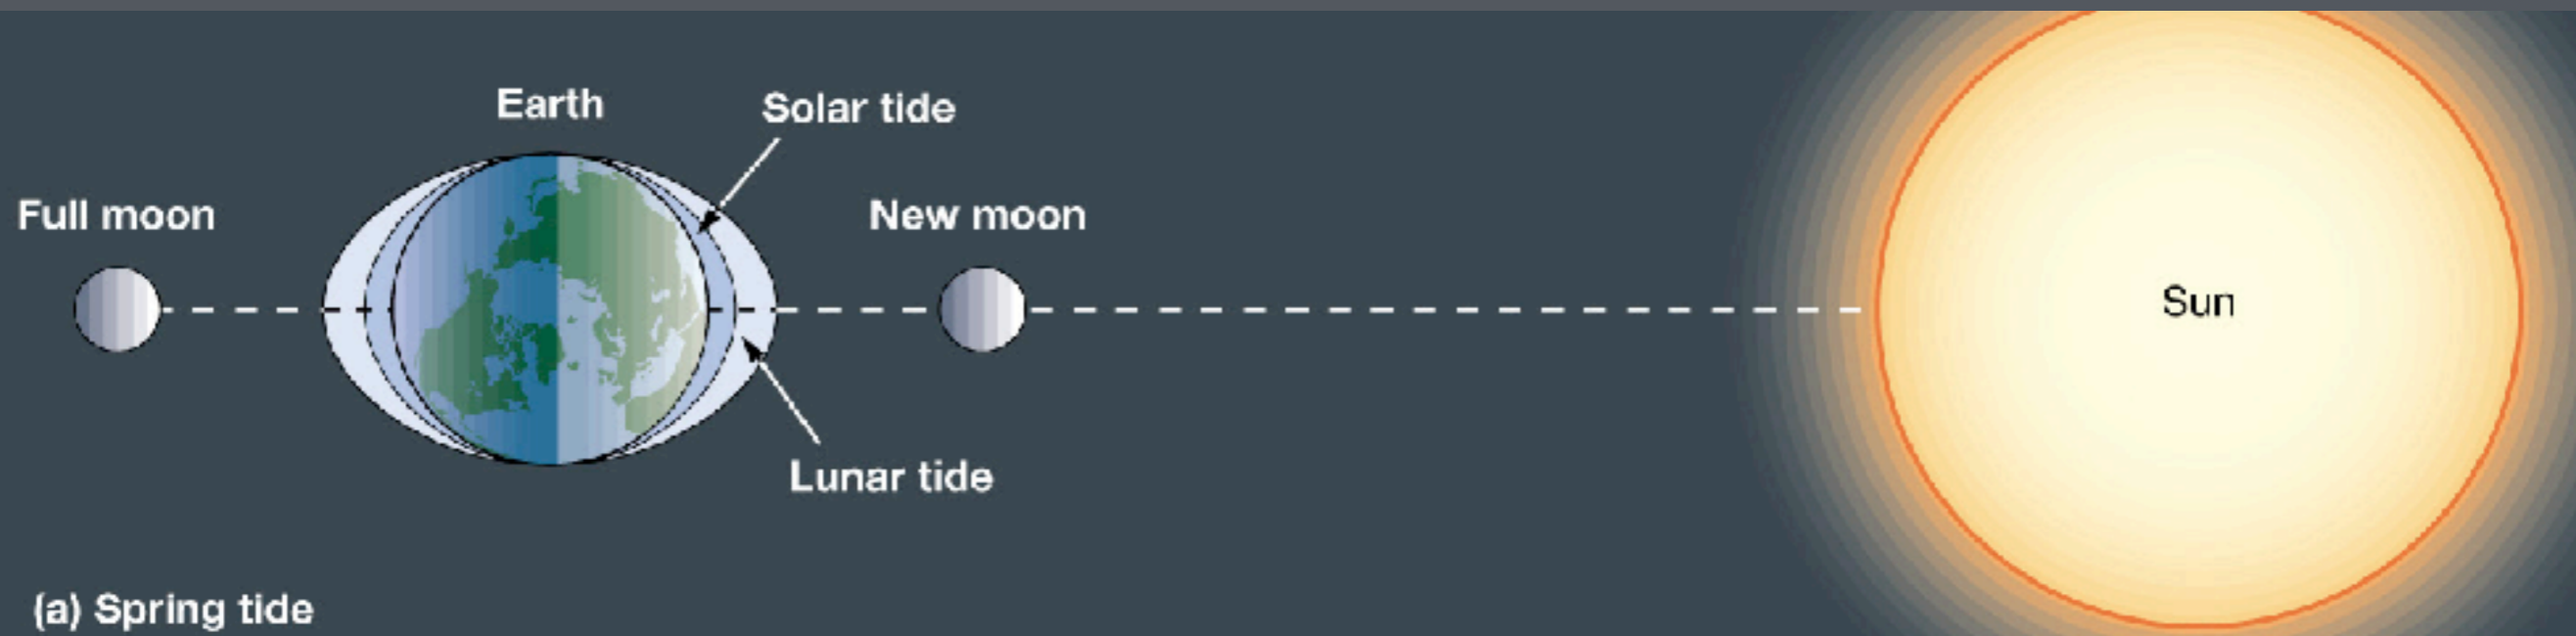 Earth
Solar tide
Full moon
New moon
Sun
Lunar tide
(a) Spring tide